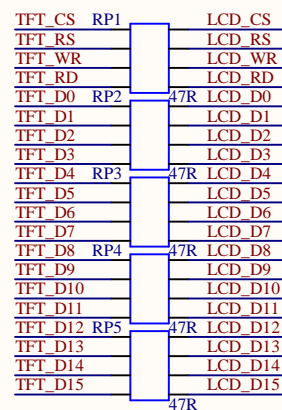 TFT_CS RP1 LCD_CS
TFT_RS LCD_RS
TFT_WR LCD_WR
TFT_RD LCD_RD
TFT_D0 RP2 47R LCD_D0
TFT_D1 LCD_D1
TFT_D2 LCD_D2
TFT_D3 LCD_D3
TFT_D4 RP3 47R LCD_D4
TFT_D5 LCD_D5
TFT_D6 LCD_D6
TFT_D7 LCD_D7
TFT_D8 RP4 47R LCD_D8
TFT_D9 LCD_D9
TFT_D10 LCD_D10
TFT_D11 LCD_D11
TFT_D12 RP5 47R LCD_D12
TFT_D13 LCD_D13
TFT_D14 LCD_D14
TFT_D15 LCD_D15
47R